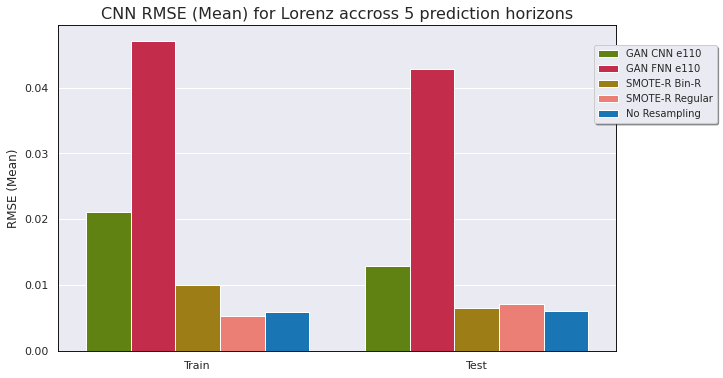 CNN RMSE (Mean) for Lorenz accross 5 prediction horizons
GAN CNN e110
GAN FNN e110
SMOTE-R Bin-R
SMOTE-R Regular
No Resampling
RMSE (Mean)
0.04
0.03
0.02
0.01
0.00
Train
Test